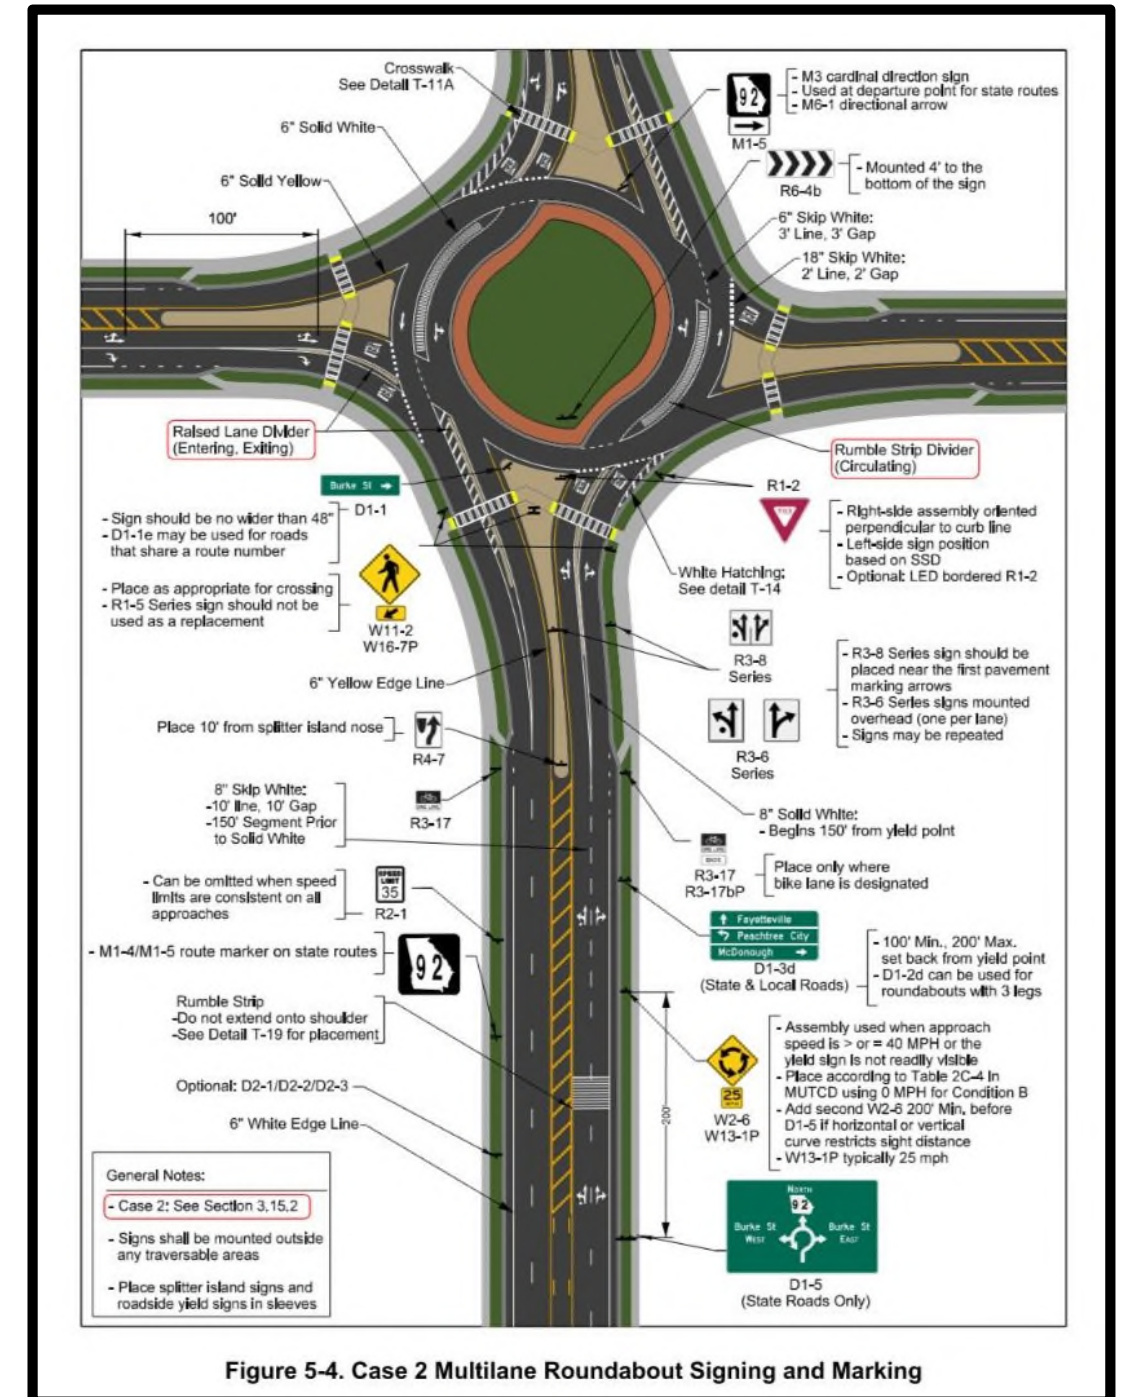 Crosswalk
See Detail T-11A
6" Solid White
6" Solid Yellow
100'
92
M1-5
- M3 cardinal direction sign
- Used at departure point for state routes
- M6-1 directional arrow
R6-4b
- Mounted 4' to the
bottom of the sign
6" Skip White:
3' Line, 3' Gap
18" Skip White:
2' Line, 2' Gap
Raised Lane Divider
(Entering, Exiting)
Rumble Strip Divider
(Circulating)
Burke St
D1-1
- Sign should be no wider than 48"
- D1-1e may be used for roads
that share a route number
R1-2
- Right-side assembly oriented
perpendicular to curb line
- Left-side sign position
based on SSD
- Optional: LED bordered R1-2
- Place as appropriate for crossing
- R1-5 Series sign should not be
used as a replacement
W11-2
W16-7P
White Hatching:
See detail T-14
R3-8
Series
R3-6
Series
- R3-8 Series sign should be
placed near the first pavement
marking arrows
- R3-6 Series signs mounted
overhead (one per lane)
- Signs may be repeated
6" Yellow Edge Line
Place 10' from splitter island nose
R4-7
8" Skip White:
-10' line, 10' Gap
-150' Segment Prior
to Solid White
R3-17
8" Solid White:
- Begins 150' from yield point
R3-17
R3-17bP
Place only where
bike lane is designated
- Can be omitted when speed
limits are consistent on all
approaches
SPEED
LIMIT
35
R2-1
Fayetteville
Peachtree City
McDonough
D1-3d
(State & Local Roads)
- 100' Min., 200' Max.
set back from yield point
- D1-2d can be used for
roundabouts with 3 legs
- M1-4/M1-5 route marker on state routes
92
Rumble Strip
-Do not extend onto shoulder
-See Detail T-19 for placement
25
W2-6
W13-1P
- Assembly used when approach
speed is > or = 40 MPH or the
yield sign is not readily visible
- Place according to Table 2C-4 in
MUTCD using 0 MPH for Condition B
- Add second W2-6 200' Min. before
D1-5 if horizontal or vertical
curve restricts sight distance
- W13-1P typically 25 mph
200'
Optional: D2-1/D2-2/D2-3
6" White Edge Line
General Notes:
- Case 2: See Section 3.15.2
- Signs shall be mounted outside
any traversable areas
- Place splitter island signs and
roadside yield signs in sleeves
NORTH
92
Burke St
WEST
Burke St
EAST
D1-5
(State Roads Only)
Figure 5-4. Case 2 Multilane Roundabout Signing and Marking